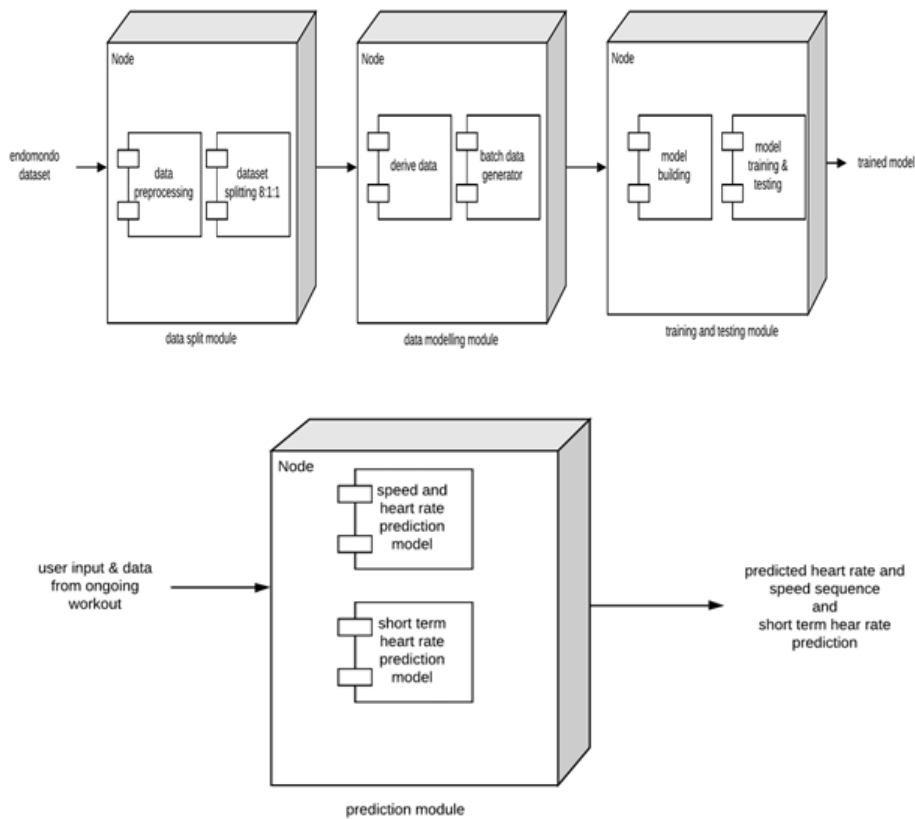 Node
Node
Node
endomondo
dataset
data
preprocessing
dataset
splitting 8:1:1
derive data
batch data
generator
model
building
model
training &
testing
trained model
data split module
data modelling module
training and testing module
Node
speed and
heart rate
prediction
model
user input & data
from ongoing
workout
short term
heart rate
prediction
model
predicted heart rate and
speed sequence
and
short term hear rate
prediction
prediction module